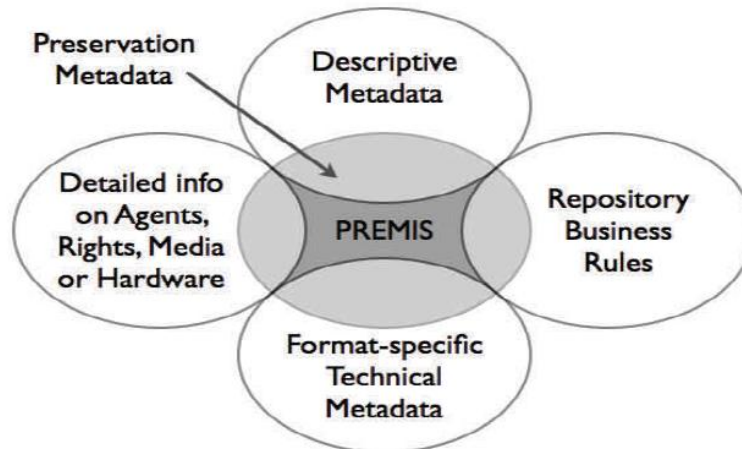 Preservation
Metadata
Descriptive
Metadata
Detailed info
on Agents,
Rights, Media
or Hardware
PREMIS
Repository
Business
Rules
Format-specific
Technical
Metadata